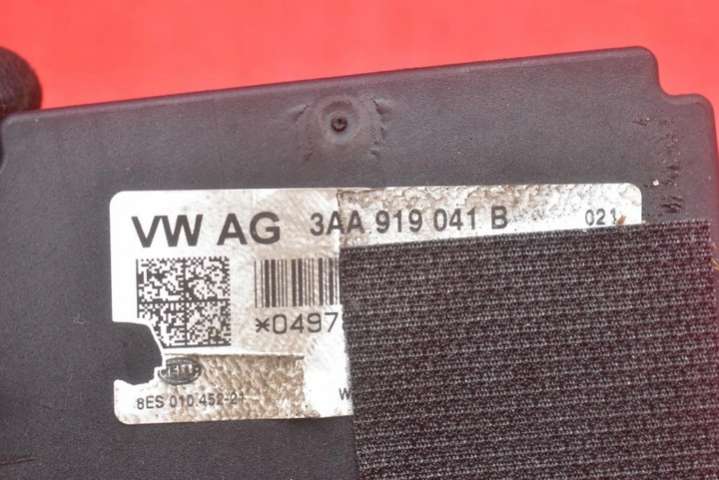 VW AG 3AA 919 041 B 021
*0497
HELLA
8ES 010.452-21
W